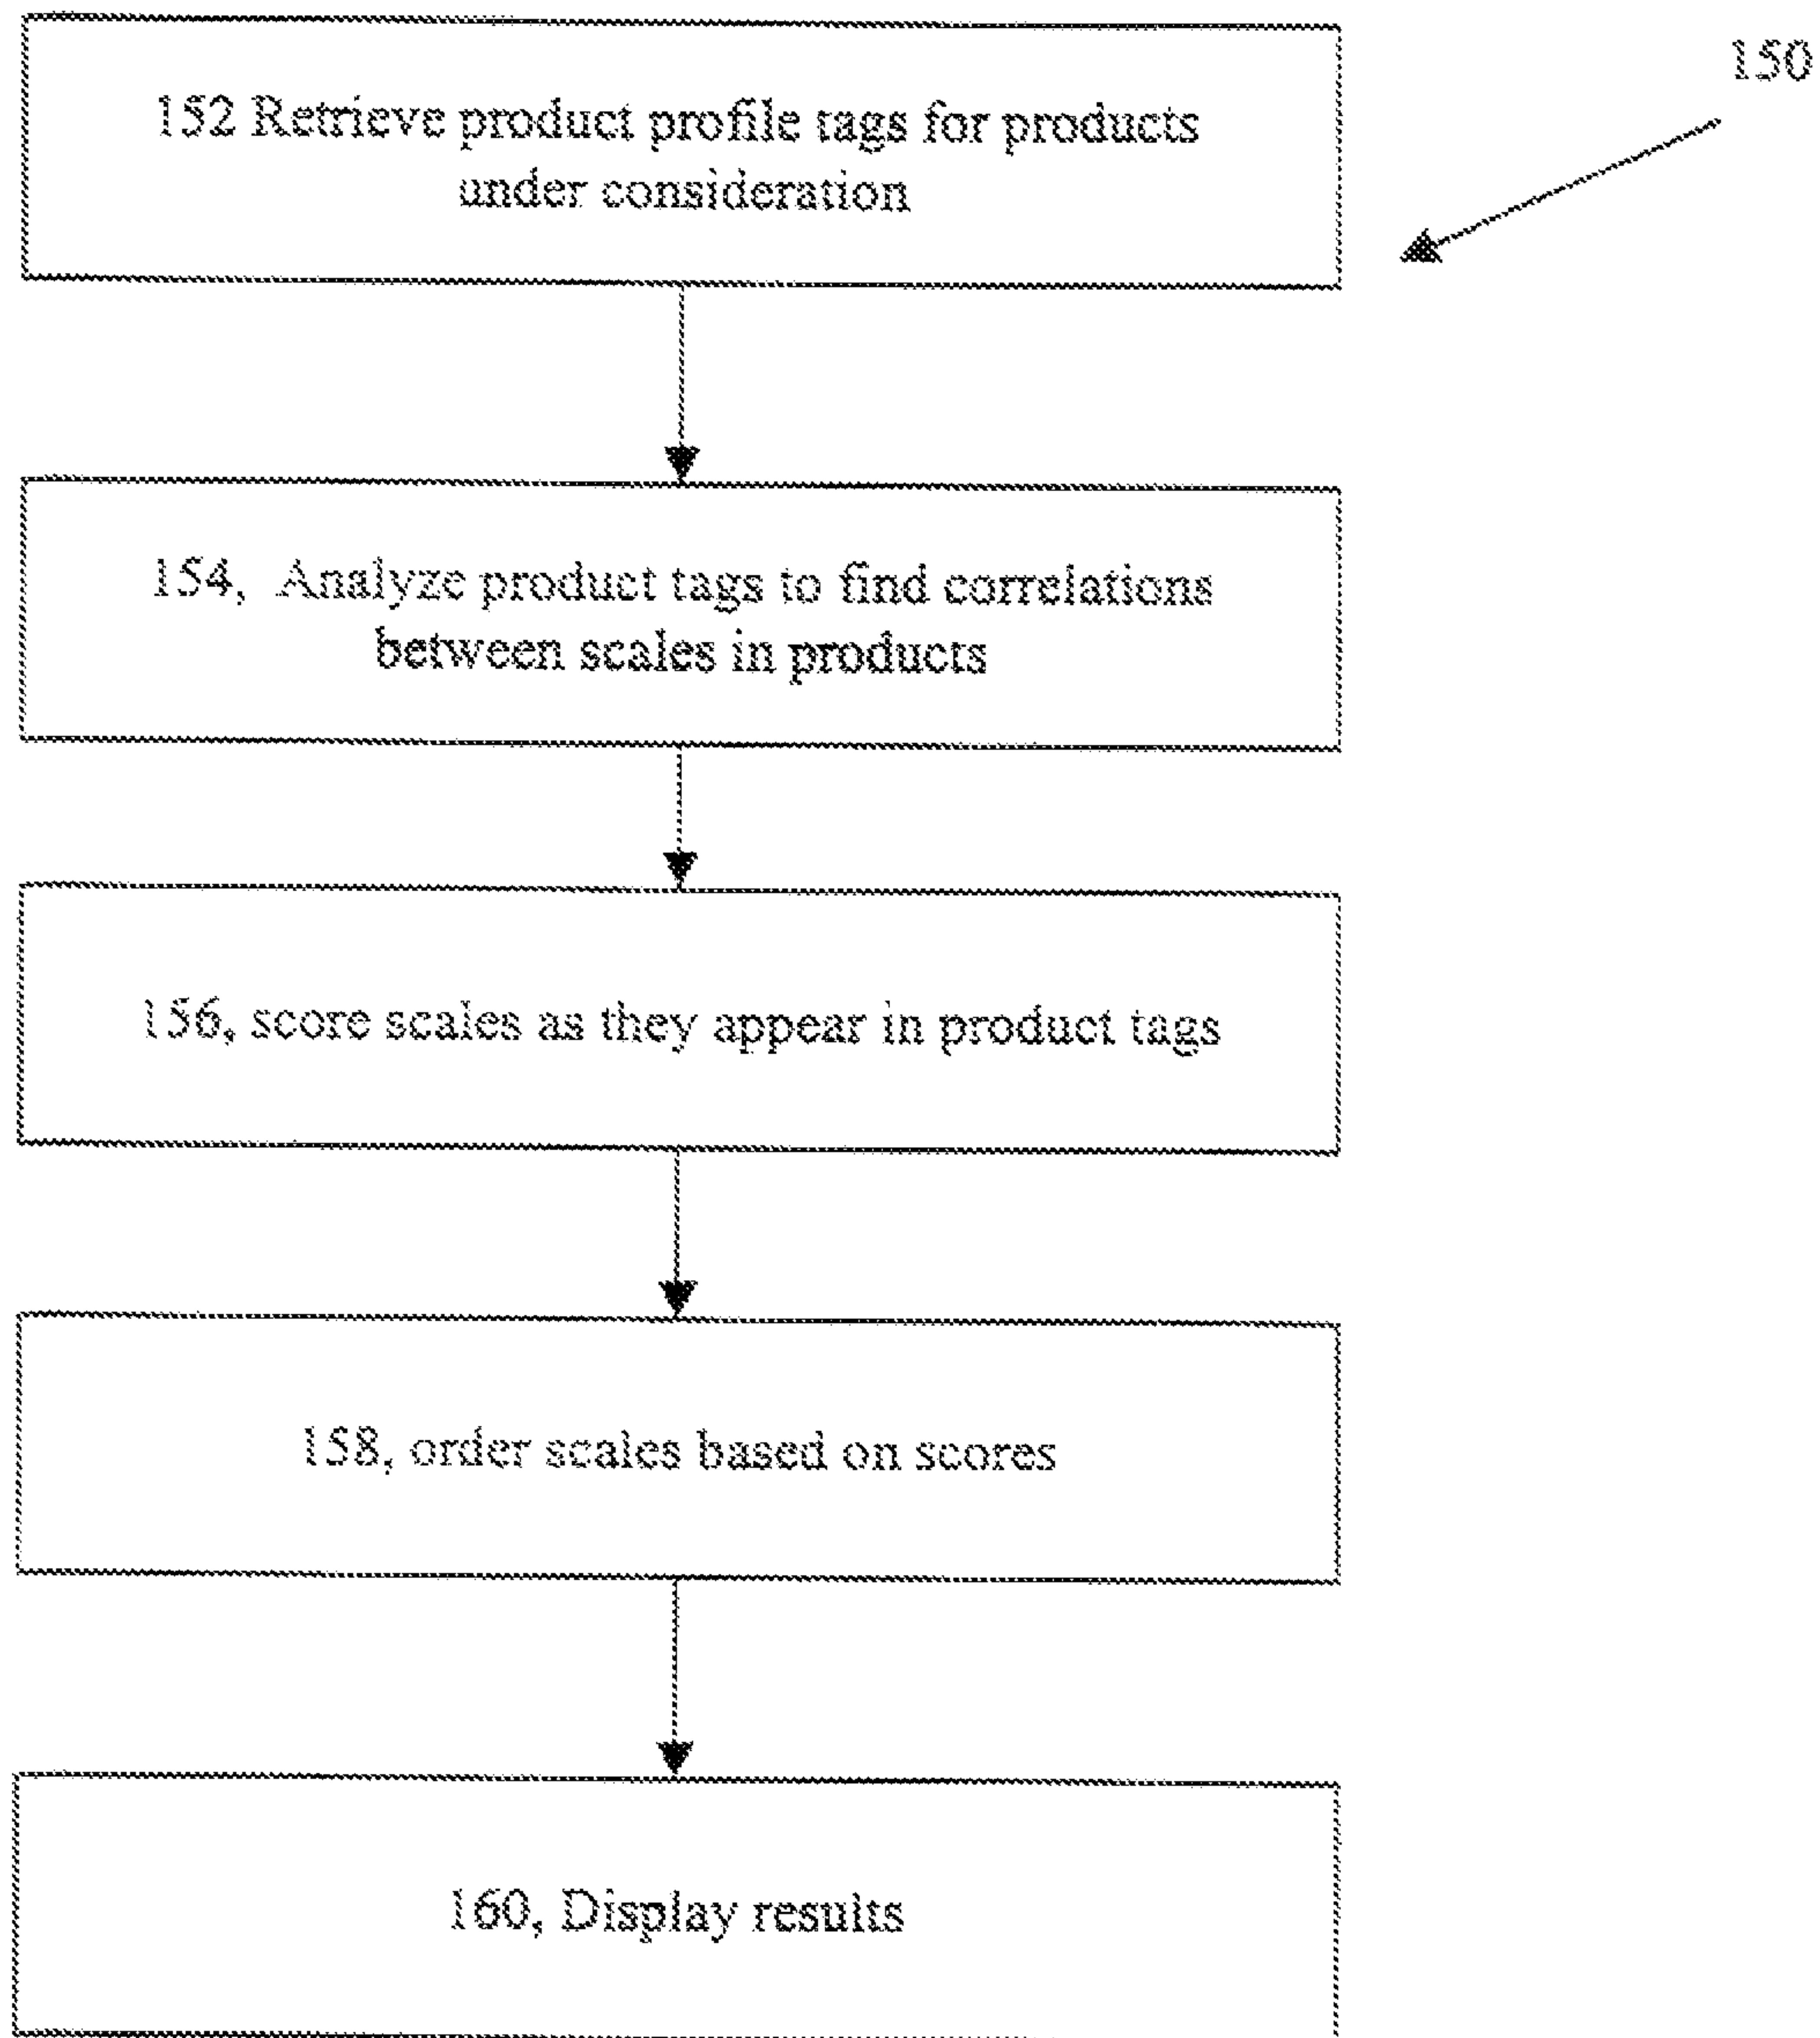 150
152 Retrieve product profile tags for products
under consideration
154, Analyze product tags to find correlations
between scales in products
156, score scales as they appear in product tags
158, order scales based on scores
160, Display results